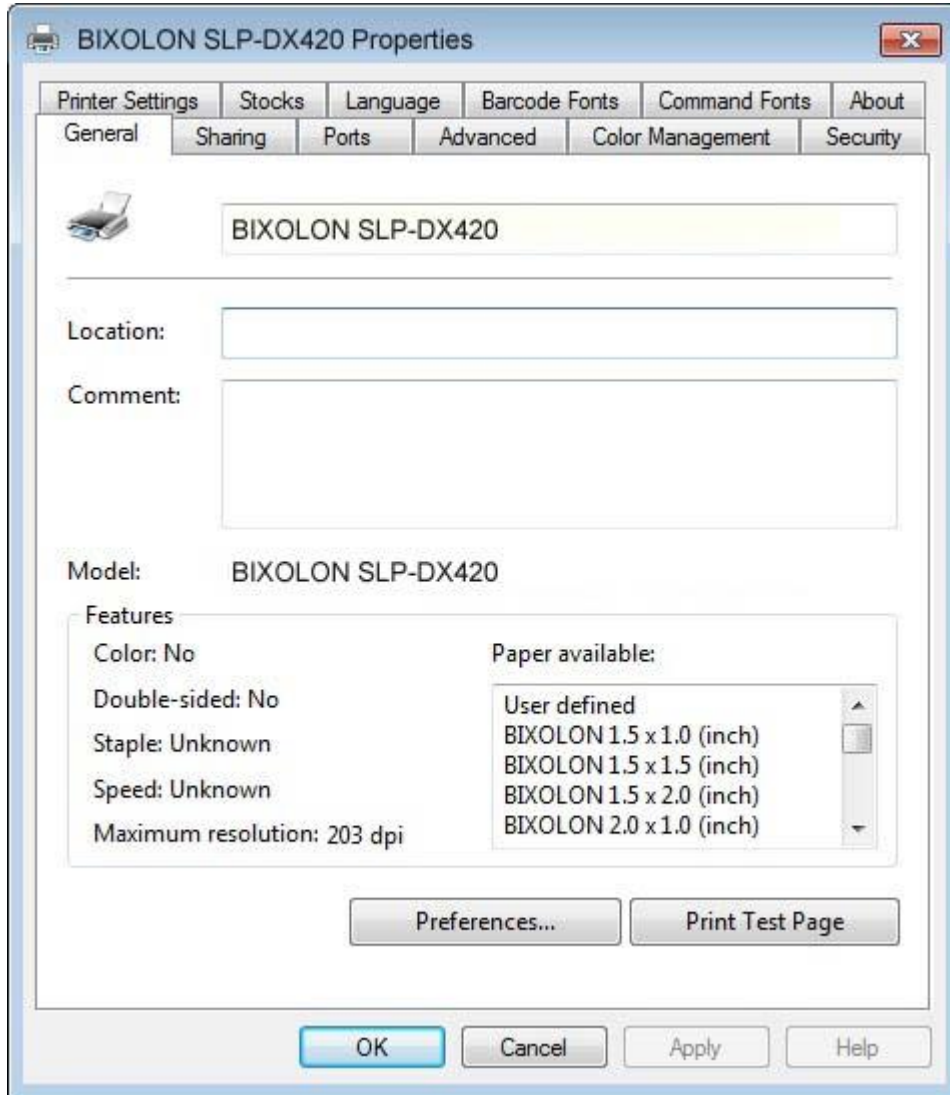 BIXOLON SLP-DX420 Properties
Printer Settings Stocks Language Barcode Fonts Command Fonts About
General Sharing Ports Advanced Color Management Security
BIXOLON SLP-DX420
Location:
Comment:
Model: BIXOLON SLP-DX420
Features
Color: No
Double-sided: No
Staple: Unknown
Speed: Unknown
Maximum resolution: 203 dpi
Paper available:
User defined
BIXOLON 1.5 x 1.0 (inch)
BIXOLON 1.5 x 1.5 (inch)
BIXOLON 1.5 x 2.0 (inch)
BIXOLON 2.0 x 1.0 (inch)
Preferences... Print Test Page
OK Cancel Apply Help